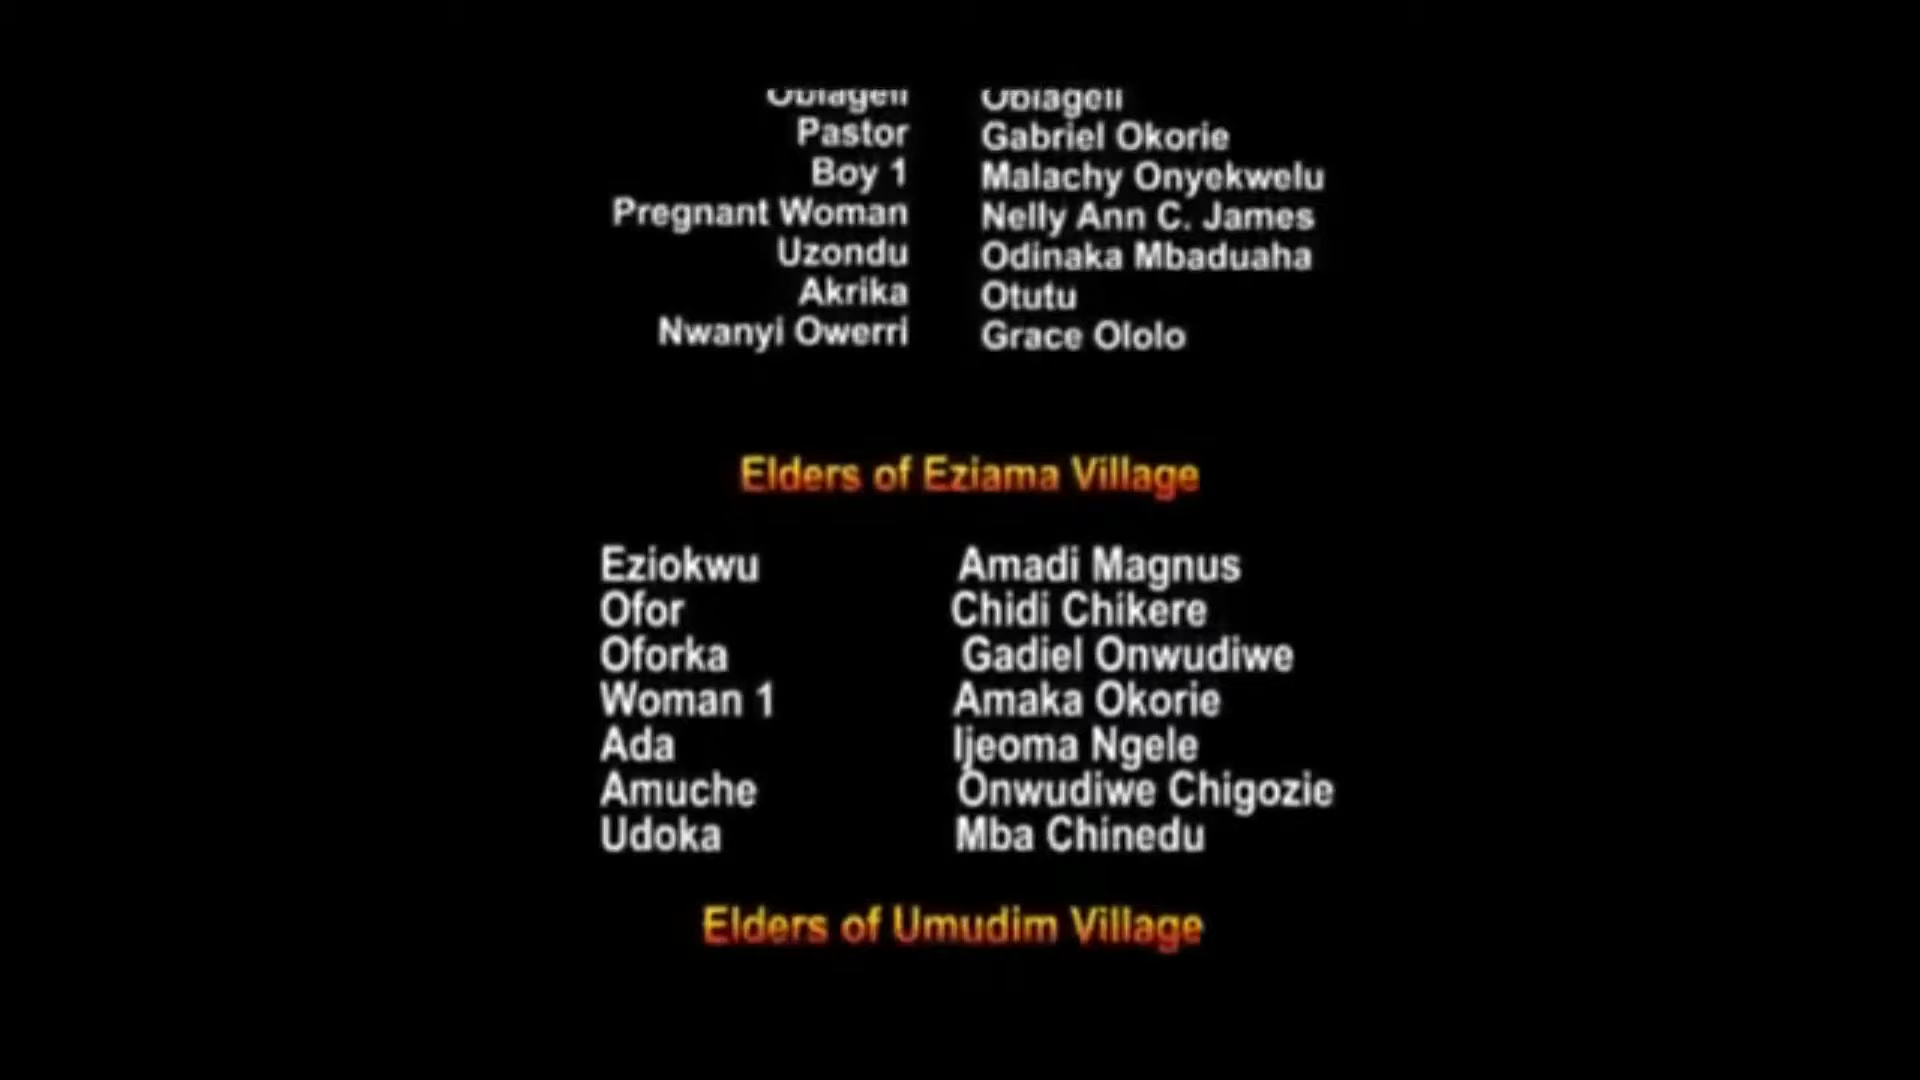 Obiageli Obiageli
Pastor Gabriel Okorie
Boy 1 Malachy Onyekwelu
Pregnant Woman Nelly Ann C. James
Uzondu Odinaka Mbaduaha
Akrika Otutu
Nwanyi Owerri Grace Ololo
Elders of Eziama Village
Eziokwu Amadi Magnus
Ofor Chidi Chikere
Oforka Gadiel Onwudiwe
Woman 1 Amaka Okorie
Ada Ijeoma Ngele
Amuche Onwudiwe Chigozie
Udoka Mba Chinedu
Elders of Umudim Village